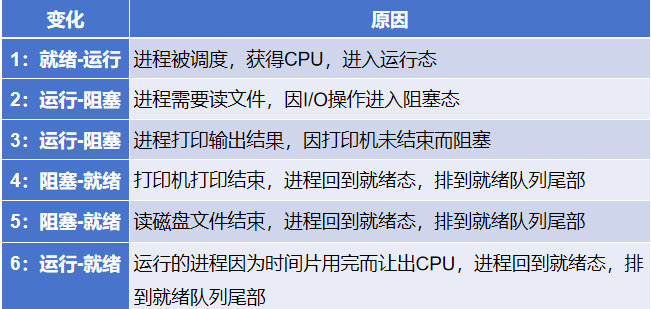 变化 原因
1：就绪-运行 进程被调度，获得CPU，进入运行态
2：运行-阻塞 进程需要读文件，因I/O操作进入阻塞态
3：运行-阻塞 进程打印输出结果，因打印机未结束而阻塞
4：阻塞-就绪 打印机打印结束，进程回到就绪态，排到就绪队列尾部
5：阻塞-就绪 读磁盘文件结束，进程回到就绪态，排到就绪队列尾部
6：运行-就绪 运行的进程因为时间片用完而让出CPU，进程回到就绪态，排
到就绪队列尾部